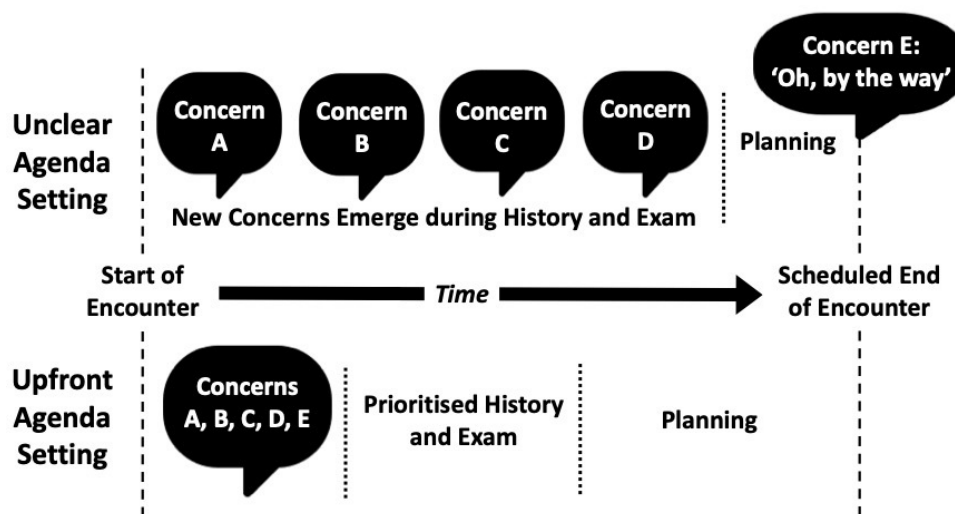 Concern E:
‘Oh, by the way’
Unclear
Agenda
Setting
Concern
A
Concern
B
Concern
C
Concern
D
Planning
New Concerns Emerge during History and Exam
Start of
Encounter
Time
Scheduled End
of Encounter
Upfront
Agenda
Setting
Concerns
A, B, C, D, E
Prioritised History
and Exam
Planning